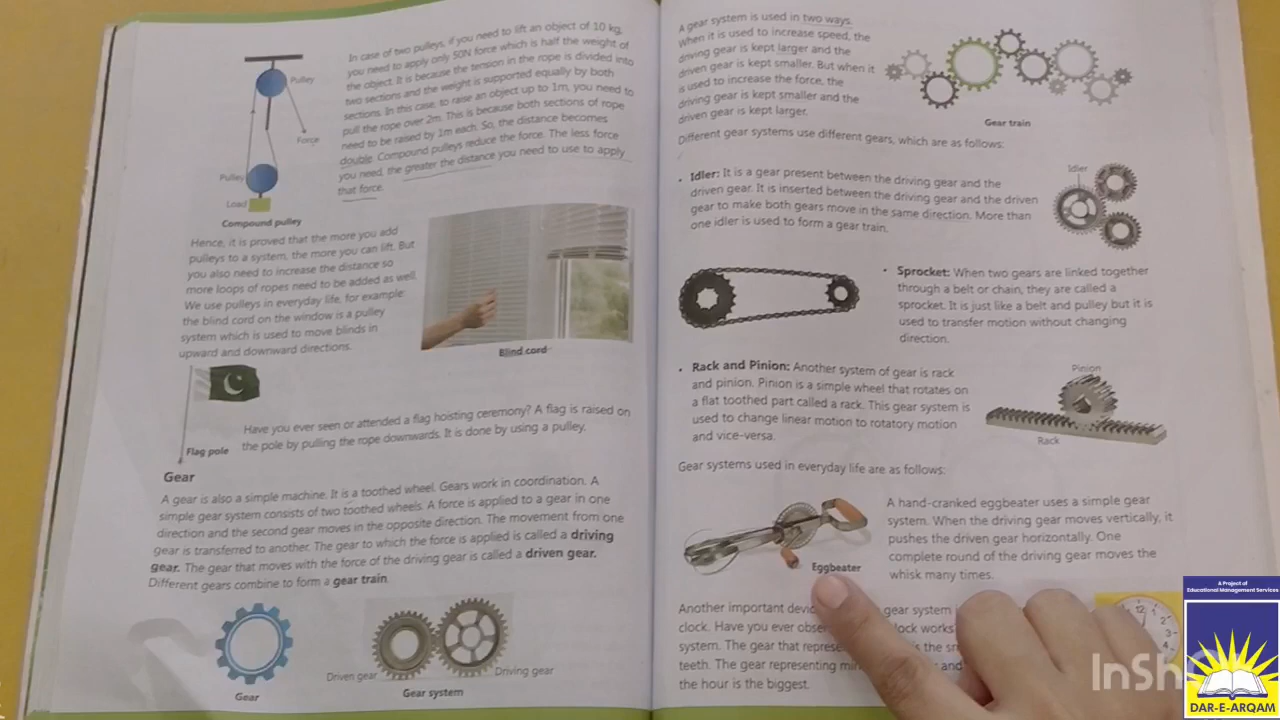 Pulley
Force
Pulley
Load
Compound pulley
In case of two pulleys, if you need to lift an object of 10 kg,
you need to apply only 50N force which is half the weight of
the object. It is because the tension in the rope is divided into
two sections and the weight is supported equally by both
sections. In this case, to raise an object up to 1m, you need to
pull the rope over 2m. This is because both sections of rope
need to be raised by 1m each. So, the distance becomes
double. Compound pulleys reduce the force. The less force
you need, the greater the distance you need to use to apply
that force.
Hence, it is proved that the more you add
pulleys to a system, the more you can lift. But
you also need to increase the distance so
more loops of ropes need to be added as well.
We use pulleys in everyday life, for example:
the blind cord on the window is a pulley
system which is used to move blinds in
upward and downward directions.
Blind cord
Flag pole
Have you ever seen or attended a flag hoisting ceremony? A flag is raised on
the pole by pulling the rope downwards. It is done by using a pulley.
Gear
A gear is also a simple machine. It is a toothed wheel. Gears work in coordination. A
simple gear system consists of two toothed wheels. A force is applied to a gear in one
direction and the second gear moves in the opposite direction. The movement from one
gear is transferred to another. The gear to which the force is applied is called a driving
gear. The gear that moves with the force of the driving gear is called a driven gear.
Different gears combine to form a gear train.
Gear
Driven gear
Driving gear
Gear system
A gear system is used in two ways.
When it is used to increase speed, the
driving gear is kept larger and the
driven gear is kept smaller. But when it
is used to increase the force, the
driving gear is kept smaller and the
driven gear is kept larger.
Gear train
Different gear systems use different gears, which are as follows:
• Idler: It is a gear present between the driving gear and the
driven gear. It is inserted between the driving gear and the driven
gear to make both gears move in the same direction. More than
one idler is used to form a gear train.
Idler
• Sprocket: When two gears are linked together
through a belt or chain, they are called a
sprocket. It is just like a belt and pulley but it is
used to transfer motion without changing
direction.
• Rack and Pinion: Another system of gear is rack
and pinion. Pinion is a simple wheel that rotates on
a flat toothed part called a rack. This gear system is
used to change linear motion to rotatory motion
and vice-versa.
Pinion
Rack
Gear systems used in everyday life are as follows:
Eggbeater
A hand-cranked eggbeater uses a simple gear
system. When the driving gear moves vertically, it
pushes the driven gear horizontally. One
complete round of the driving gear moves the
whisk many times.
Another important gear system
clock. Have you ever works
system. The gear that is the
teeth. The gear representing and
the hour is the biggest.
12
2
3
4
InSh
A Project of
Educational Management Services
DAR-E-ARQAM